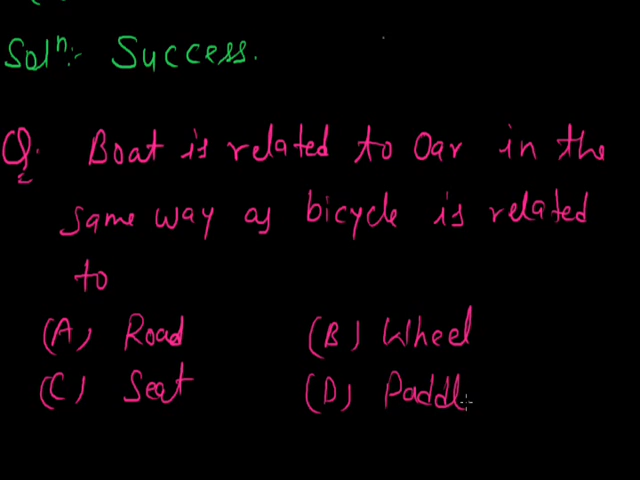 Solⁿ:- Success.
Q. Boat is related to Oar in the
same way as bicycle is related
to
(A) Road (B) Wheel
(C) Seat (D) Paddl